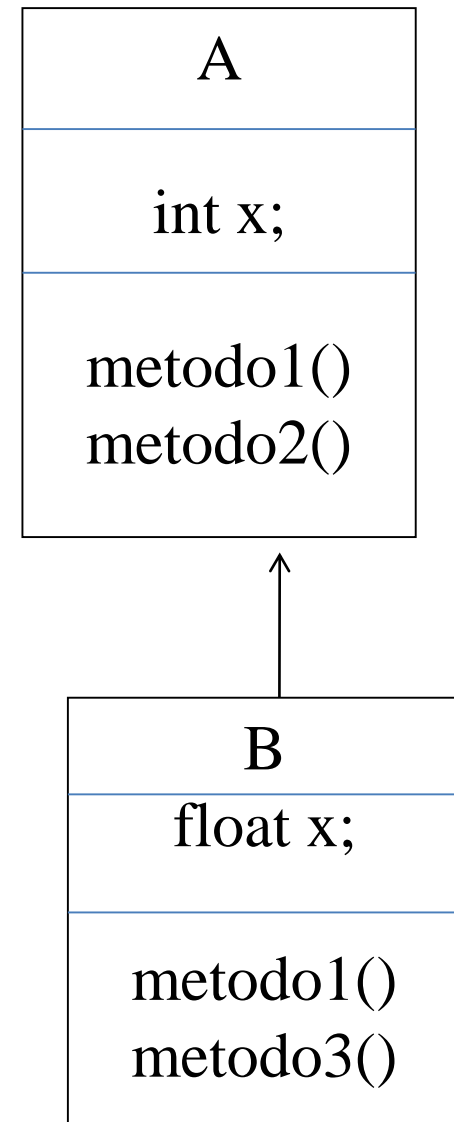 A
int x;
metodo1()
metodo2()
B
float x;
metodo1()
metodo3()